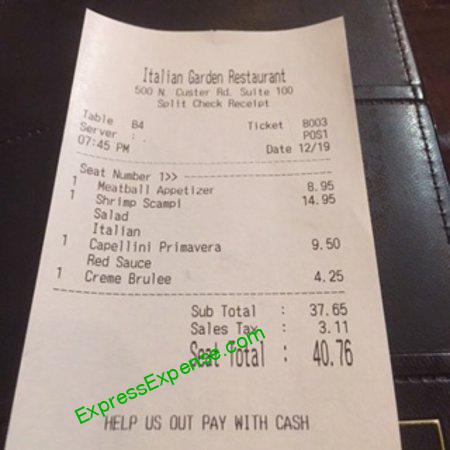 Italian Garden Restaurant
500 N. Custer Rd. Suite 100
Split Check Receipt
Table B4 Ticket 8003
Server : . POS1
07:45 PM Date 12/19
Seat Number 1>>
1 Meatball Appetizer 8.95
1 Shrimp Scampi 14.95
Salad
Italian
1 Capellini Primavera 9.50
Red Sauce
1 Creme Brulee 4.25
Sub Total : 37.65
Sales Tax : 3.11
Seat Total : 40.76
ExpressExpense.com
HELP US OUT PAY WITH CASH